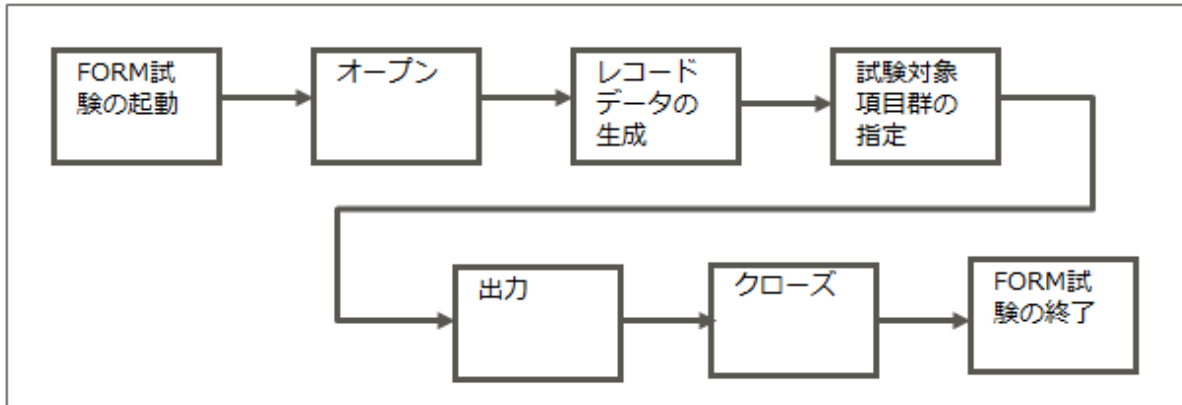 FORM試
験の起動
オープン
レコード
データの
生成
試験対象
項目群の
指定
出力
クローズ
FORM試
験の終了